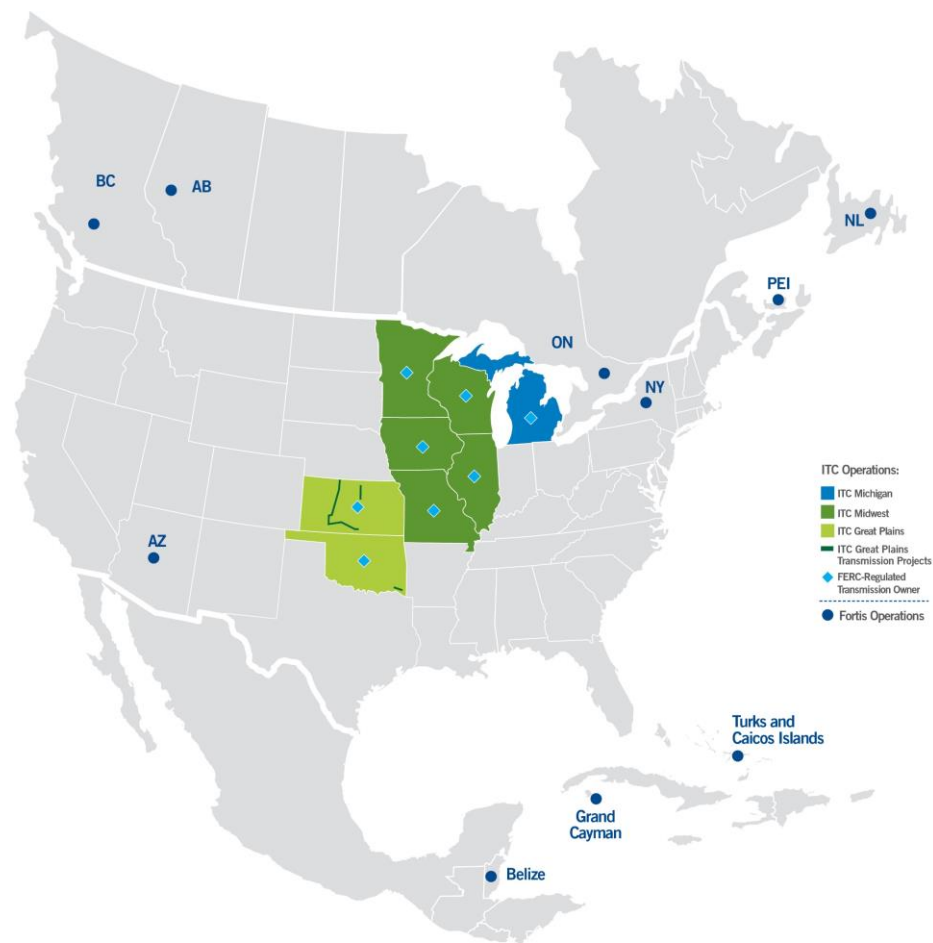 BC
AB
NL
PEI
ON
NY
AZ
ITC Operations:
ITC Michigan
ITC Midwest
ITC Great Plains
ITC Great Plains
Transmission Projects
FERC-Regulated
Transmission Owner
Fortis Operations
Turks and
Caicos Islands
Grand
Cayman
Belize